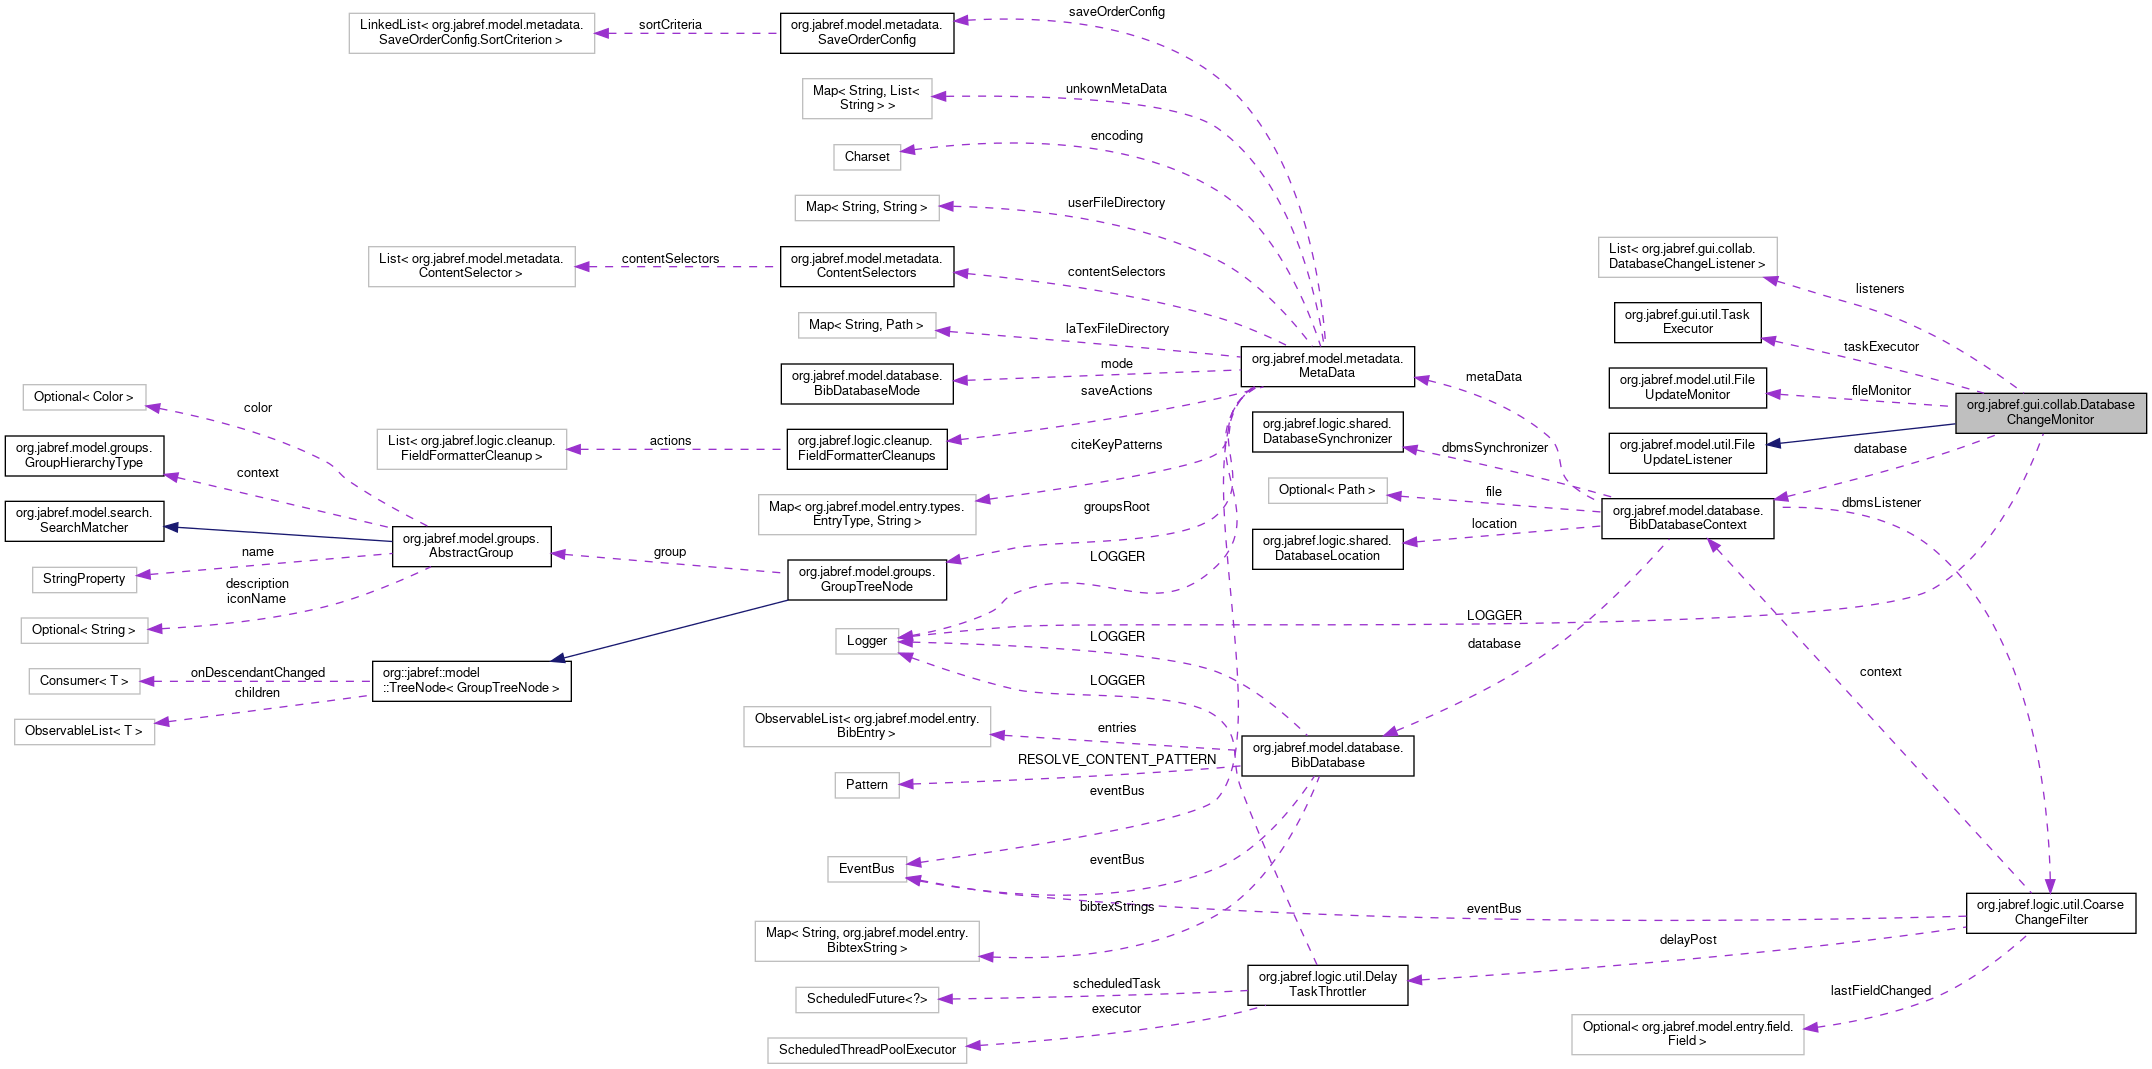 LinkedList< org.jabref.model.metadata.
SaveOrderConfig.SortCriterion >
sortCriteria
org.jabref.model.metadata.
SaveOrderConfig
saveOrderConfig
Map< String, List<
String > >
unkownMetaData
Charset
encoding
Map< String, String >
userFileDirectory
List< org.jabref.model.metadata.
ContentSelector >
contentSelectors
org.jabref.model.metadata.
ContentSelectors
contentSelectors
Map< String, Path >
laTexFileDirectory
org.jabref.model.database.
BibDatabaseMode
mode
org.jabref.model.metadata.
MetaData
saveActions
List< org.jabref.logic.cleanup.
FieldFormatterCleanup >
actions
org.jabref.logic.cleanup.
FieldFormatterCleanups
citeKeyPatterns
Map< org.jabref.model.entry.types.
EntryType, String >
groupsRoot
LOGGER
Optional< Color >
color
org.jabref.model.groups.
GroupHierarchyType
context
org.jabref.model.search.
SearchMatcher
name
StringProperty
description
iconName
Optional< String >
org.jabref.model.groups.
AbstractGroup
group
org.jabref.model.groups.
GroupTreeNode
Consumer< T >
onDescendantChanged
children
ObservableList< T >
org::jabref::model
::TreeNode< GroupTreeNode >
Logger
LOGGER
LOGGER
LOGGER
ObservableList< org.jabref.model.entry.
BibEntry >
entries
RESOLVE_CONTENT_PATTERN
Pattern
eventBus
EventBus
eventBus
bibtexStrings
Map< String, org.jabref.model.entry.
BibtexString >
org.jabref.model.database.
BibDatabase
database
ScheduledFuture<?>
scheduledTask
executor
ScheduledThreadPoolExecutor
org.jabref.logic.util.Delay
TaskThrottler
eventBus
delayPost
lastFieldChanged
Optional< org.jabref.model.entry.field.
Field >
org.jabref.logic.util.Coarse
ChangeFilter
context
dbmsListener
metaData
org.jabref.logic.shared.
DatabaseSynchronizer
dbmsSynchronizer
Optional< Path >
file
location
org.jabref.logic.shared.
DatabaseLocation
org.jabref.model.database.
BibDatabaseContext
database
List< org.jabref.gui.collab.
DatabaseChangeListener >
listeners
org.jabref.gui.util.Task
Executor
taskExecutor
org.jabref.model.util.File
UpdateMonitor
fileMonitor
org.jabref.model.util.File
UpdateListener
org.jabref.gui.collab.Database
ChangeMonitor